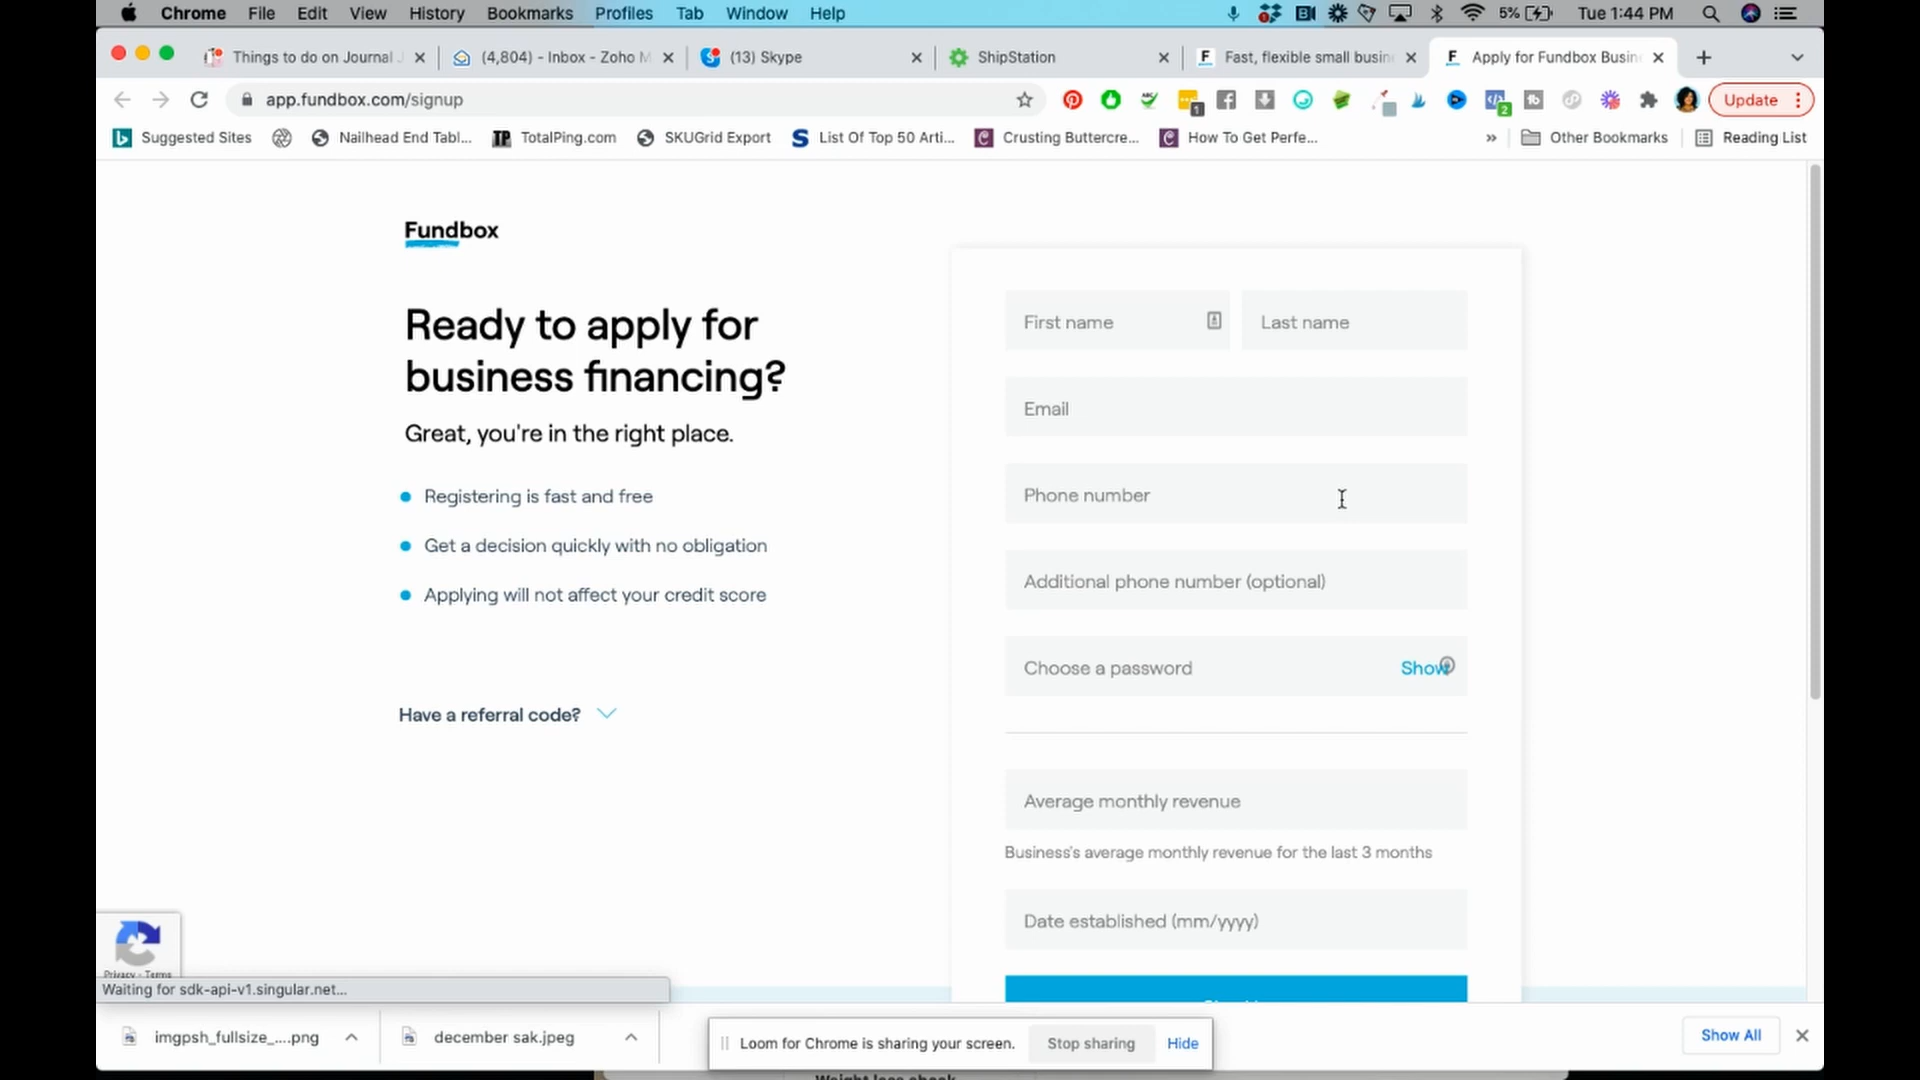 Chrome File Edit View History Bookmarks Profiles Tab Window Help 5% Tue 1:44 PM
Things to do on Journal (4,804) - Inbox - Zoho M (13) Skype ShipStation Fast, flexible small busin Apply for Fundbox Busin
app.fundbox.com/signup Update
Suggested Sites Nailhead End Tabl... TotalPing.com SKUGrid Export List Of Top 50 Arti... Crusting Buttercre... How To Get Perfe... » Other Bookmarks Reading List
Fundbox
Ready to apply for
business financing?
Great, you're in the right place.
Registering is fast and free
Get a decision quickly with no obligation
Applying will not affect your credit score
Have a referral code?
First name Last name
Email
Phone number
Additional phone number (optional)
Choose a password Show
Average monthly revenue
Business's average monthly revenue for the last 3 months
Date established (mm/yyyy)
Privacy - Terms
Waiting for sdk-api-v1.singular.net...
imgpsh_fullsize_....png december sak.jpeg Show All
Loom for Chrome is sharing your screen. Stop sharing Hide